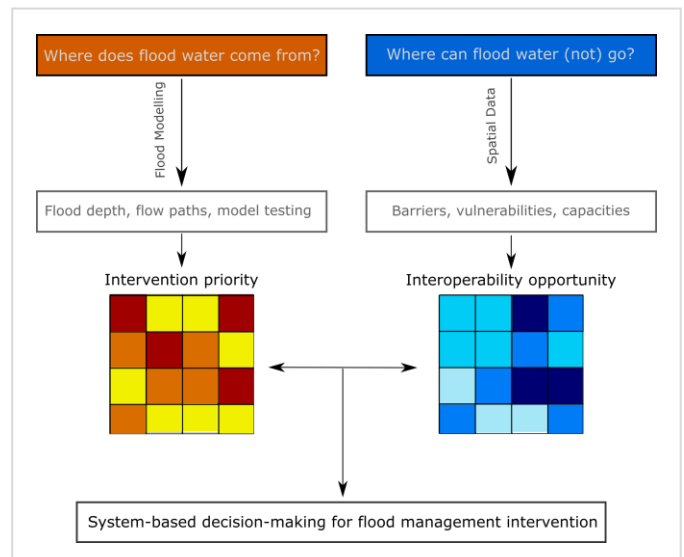 Where does flood water come from?
Where can flood water (not) go?
Flood Modelling
Spatial Data
Flood depth, flow paths, model testing
Barriers, vulnerabilities, capacities
Intervention priority
Interoperability opportunity
System-based decision-making for flood management intervention